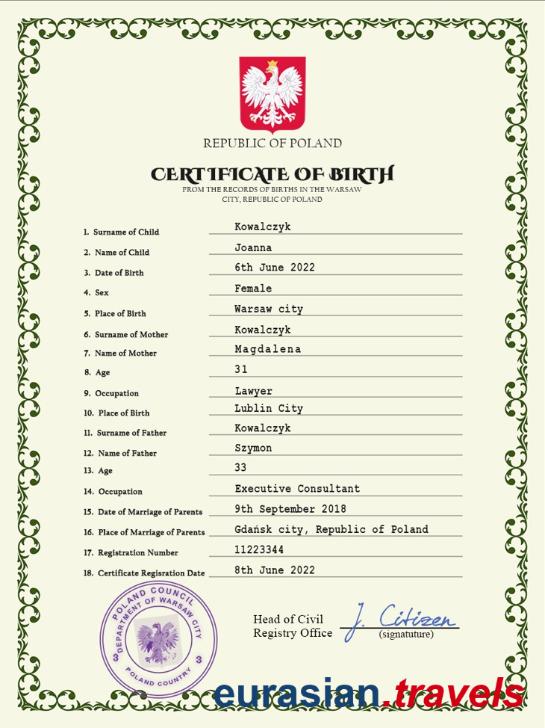 REPUBLIC OF POLAND
CERTIFICATE OF BIRTH
FROM THE RECORDS OF BIRTHS IN THE WARSAW
CITY, REPUBLIC OF POLAND
1. Surname of Child Kowalczyk
2. Name of Child Joanna
3. Date of Birth 6th June 2022
4. Sex Female
5. Place of Birth Warsaw city
6. Surname of Mother Kowalczyk
7. Name of Mother Magdalena
8. Age 31
9. Occupation Lawyer
10. Place of Birth Lublin City
11. Surname of Father Kowalczyk
12. Name of Father Szymon
13. Age 33
14. Occupation Executive Consultant
15. Date of Marriage of Parents 9th September 2018
16. Place of Marriage of Parents Gdańsk city, Republic of Poland
17. Registration Number 11223344
18. Certificate Regisration Date 8th June 2022
POLAND COUNCIL
DEPARTMENT OF WARSAW CITY
3 3
POLAND COUNTRY
Head of Civil
Registry Office
J. Citizen
(signatuture)
eurasian.travels